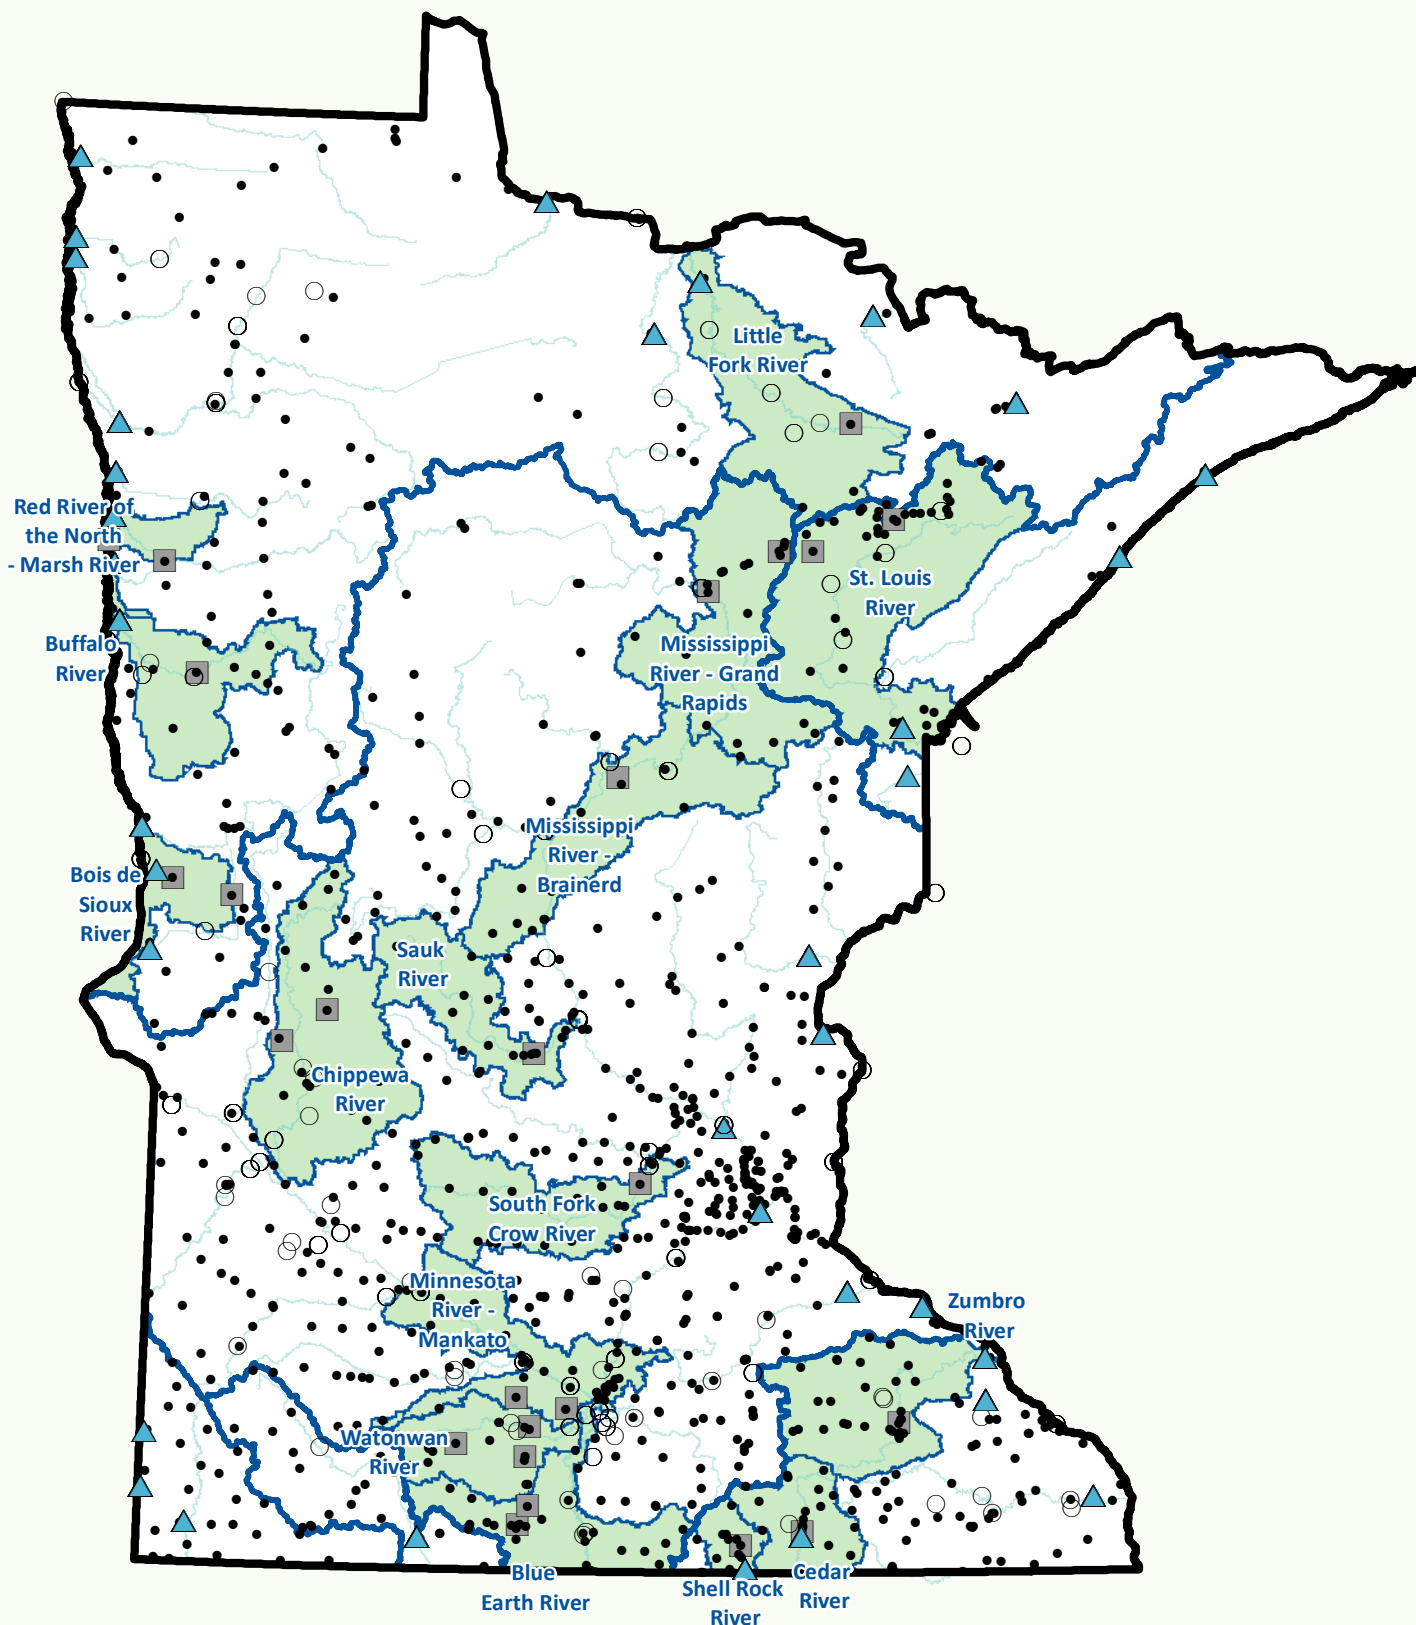 Little
Fork River
Red River of
the North
- Marsh River
St. Louis
River
Buffalo
River
Mississippi
River - Grand
Rapids
Mississippi
River -
Brainerd
Bois de
Sioux
River
Sauk
River
Chippewa
River
South Fork
Crow River
Minnesota
River -
Mankato
Zumbro
River
Watonwan
River
Blue
Earth River
Shell Rock
River
Cedar
River